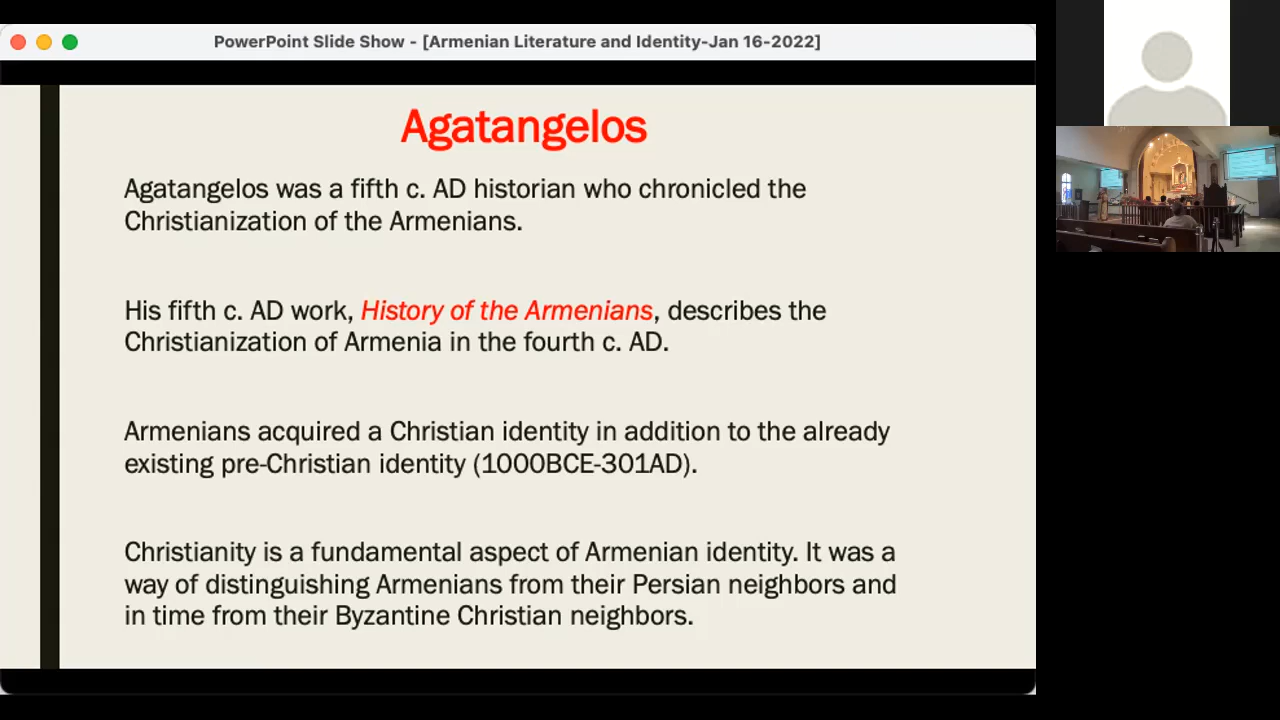 PowerPoint Slide Show - [Armenian Literature and Identity-Jan 16-2022]
Agatangelos
Agatangelos was a fifth c. AD historian who chronicled the
Christianization of the Armenians.
His fifth c. AD work, History of the Armenians, describes the
Christianization of Armenia in the fourth c. AD.
Armenians acquired a Christian identity in addition to the already
existing pre-Christian identity (1000BCE-301AD).
Christianity is a fundamental aspect of Armenian identity. It was a
way of distinguishing Armenians from their Persian neighbors and
in time from their Byzantine Christian neighbors.